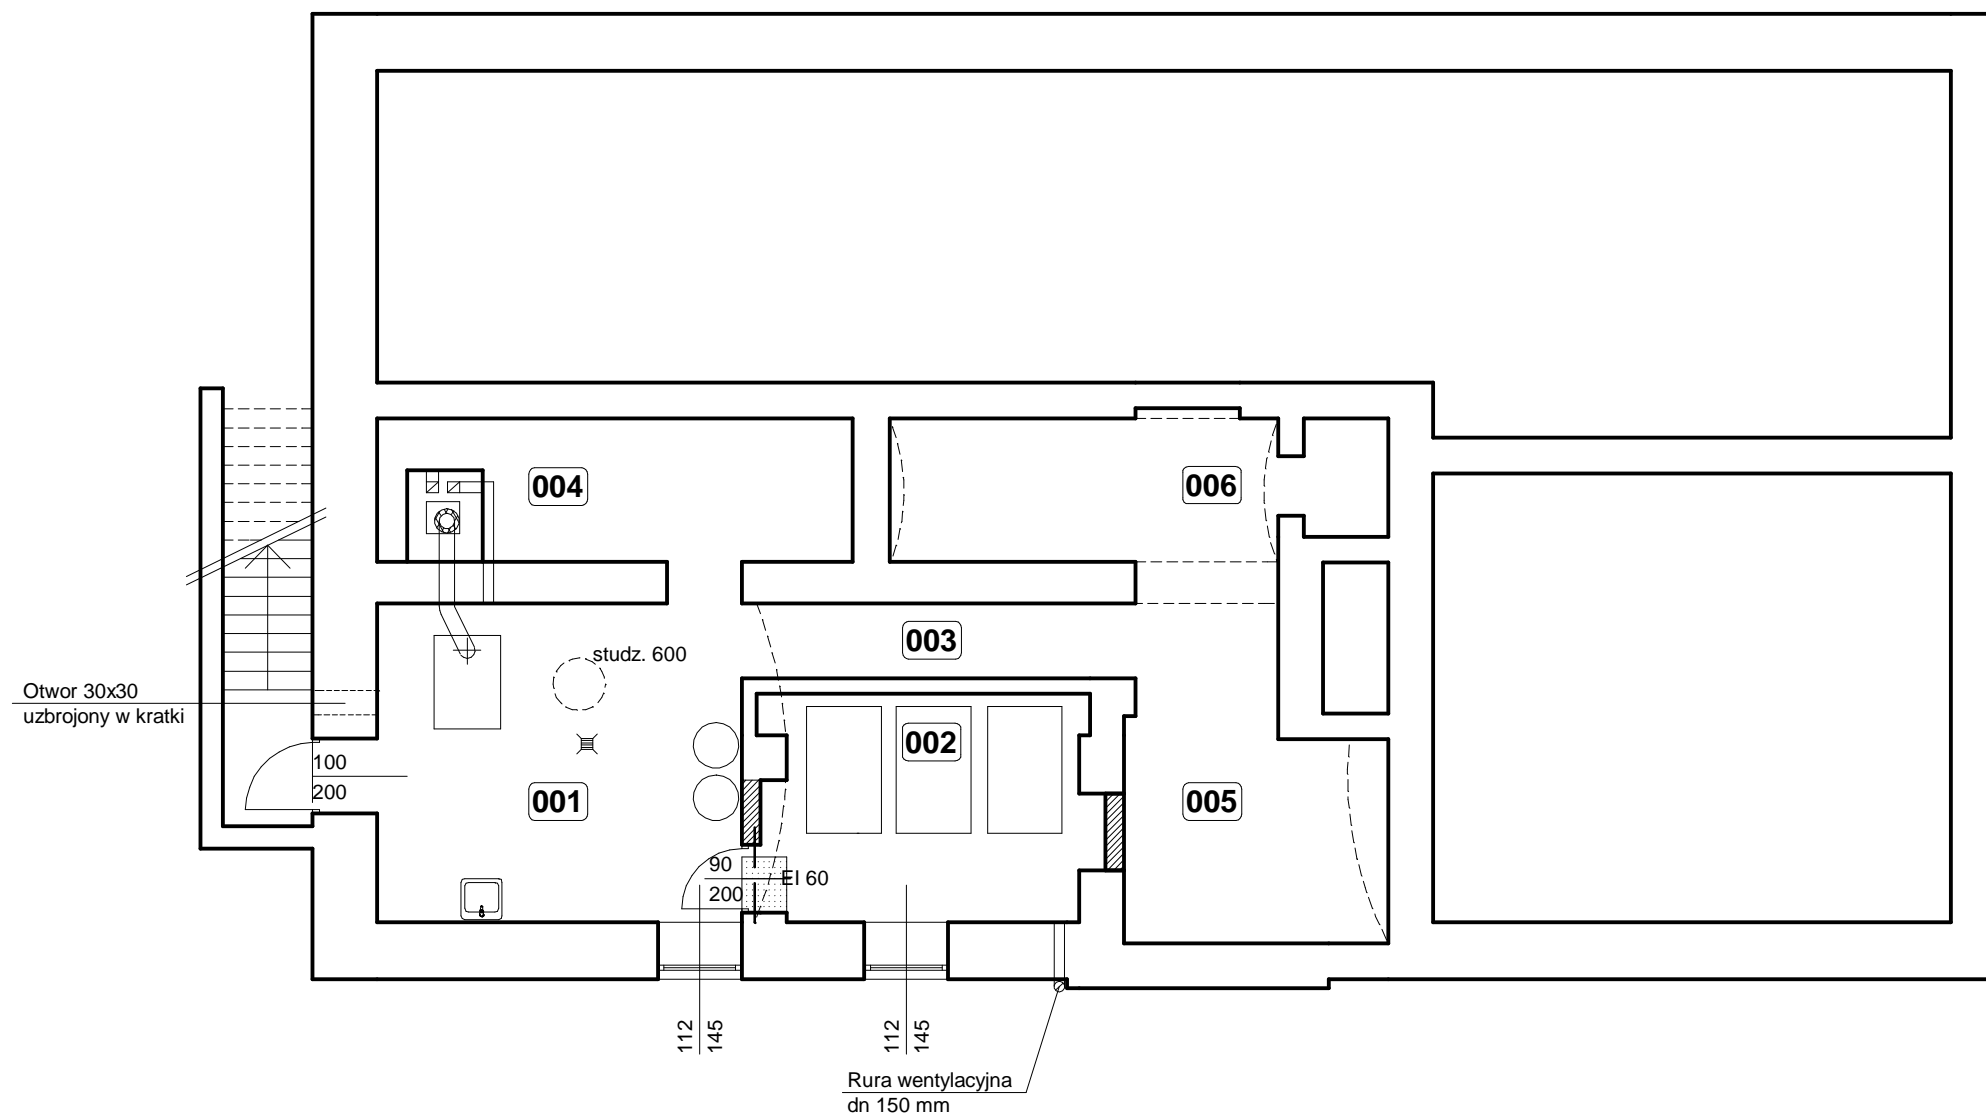 004
006
003
studz. 600
Otwor 30x30
uzbrojony w kratki
002
100
200
001
005
90
200
EI 60
112
145
112
145
Rura wentylacyjna
dn 150 mm